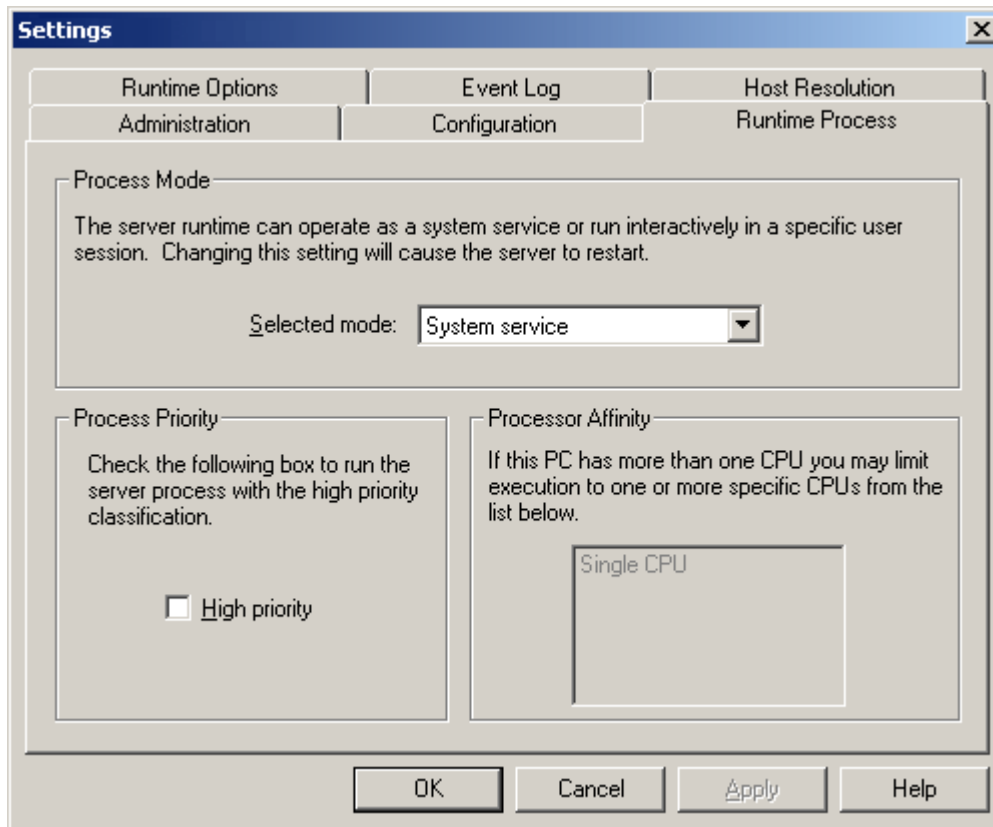 Settings
Runtime Options
Event Log
Host Resolution
Administration
Configuration
Runtime Process
Process Mode
The server runtime can operate as a system service or run interactively in a specific user
session.  Changing this setting will cause the server to restart.
Selected mode:
System service
Process Priority
Check the following box to run the
server process with the high priority
classification.
High priority
Processor Affinity
If this PC has more than one CPU you may limit
execution to one or more specific CPUs from the
list below.
Single CPU
OK
Cancel
Apply
Help